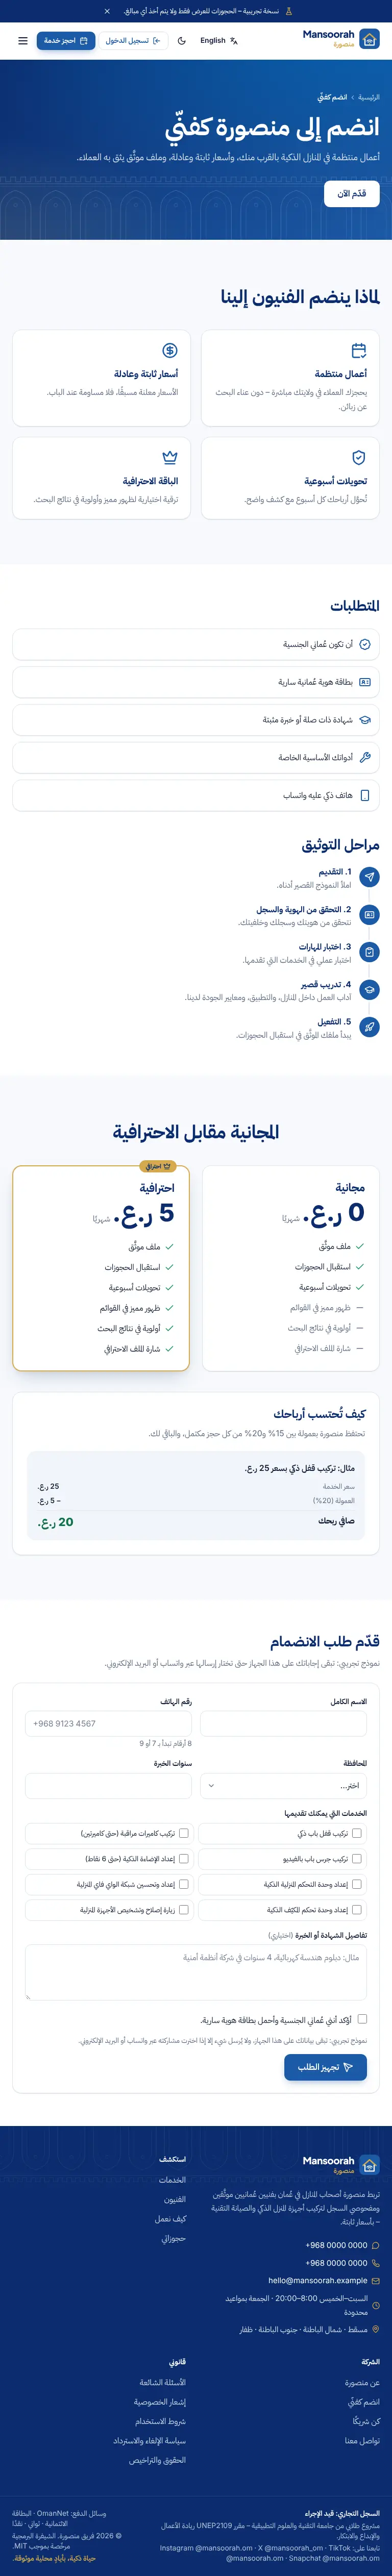 نسخة تجريبية – الحجوزات للعرض فقط ولا يتم أخذ أي مبالغ.
Mansoorah
منصورة
English
تسجيل الدخول
احجز خدمة
الرئيسية › انضم كفنّي
انضم إلى منصورة كفنّي
أعمال منتظمة في المنازل الذكية بالقرب منك، وأسعار ثابتة وعادلة، وملف موثَّق يثق به العملاء.
قدّم الآن
لماذا ينضم الفنيون إلينا
أعمال منتظمة
يحجزك العملاء في ولايتك مباشرة – دون عناء البحث عن زبائن.
أسعار ثابتة وعادلة
الأسعار معلنة مسبقًا، فلا مساومة عند الباب.
تحويلات أسبوعية
تُحوَّل أرباحك كل أسبوع مع كشف واضح.
الباقة الاحترافية
ترقية اختيارية لظهور مميز وأولوية في نتائج البحث.
المتطلبات
أن تكون عُماني الجنسية
بطاقة هوية عُمانية سارية
شهادة ذات صلة أو خبرة مثبتة
أدواتك الأساسية الخاصة
هاتف ذكي عليه واتساب
مراحل التوثيق
1. التقديم
املأ النموذج القصير أدناه.
2. التحقق من الهوية والسجل
نتحقق من هويتك وسجلك وخلفيتك.
3. اختبار المهارات
اختبار عملي في الخدمات التي تقدمها.
4. تدريب قصير
آداب العمل داخل المنازل، والتطبيق، ومعايير الجودة لدينا.
5. التفعيل
يبدأ ملفك الموثَّق في استقبال الحجوزات.
المجانية مقابل الاحترافية
مجانية
0 ر.ع. شهريًا
ملف موثَّق
استقبال الحجوزات
تحويلات أسبوعية
ظهور مميز في القوائم
أولوية في نتائج البحث
شارة الملف الاحترافي
احترافي
احترافية
5 ر.ع. شهريًا
ملف موثَّق
استقبال الحجوزات
تحويلات أسبوعية
ظهور مميز في القوائم
أولوية في نتائج البحث
شارة الملف الاحترافي
كيف تُحتسب أرباحك
تحتفظ منصورة بعمولة بين 15% و20% من كل حجز مكتمل، والباقي لك.
مثال: تركيب قفل ذكي بسعر 25 ر.ع.
سعر الخدمة 25 ر.ع.
العمولة (20%) – 5 ر.ع.
صافي ربحك 20 ر.ع.
قدّم طلب الانضمام
نموذج تجريبي: تبقى إجاباتك على هذا الجهاز حتى تختار إرسالها عبر واتساب أو البريد الإلكتروني.
الاسم الكامل
رقم الهاتف
+968 9123 4567
8 أرقام تبدأ بـ 7 أو 9
المحافظة
اختر...
سنوات الخبرة
الخدمات التي يمكنك تقديمها
تركيب قفل باب ذكي
تركيب كاميرات مراقبة (حتى كاميرتين)
تركيب جرس باب بالفيديو
إعداد الإضاءة الذكية (حتى 6 نقاط)
إعداد وحدة التحكم المنزلية الذكية
إعداد وتحسين شبكة الواي فاي المنزلية
إعداد وحدة تحكم المكيّف الذكية
زيارة إصلاح وتشخيص الأجهزة المنزلية
تفاصيل الشهادة أو الخبرة (اختياري)
مثال: دبلوم هندسة كهربائية، 4 سنوات في شركة أنظمة أمنية
أؤكد أنني عُماني الجنسية وأحمل بطاقة هوية سارية.
نموذج تجريبي: تبقى بياناتك على هذا الجهاز، ولا يُرسل شيء إلا إذا اخترت مشاركته عبر واتساب أو البريد الإلكتروني.
تجهيز الطلب
Mansoorah
منصورة
تربط منصورة أصحاب المنازل في عُمان بفنيين عُمانيين موثَّقين ومفحوصي السجل لتركيب أجهزة المنزل الذكي والصيانة التقنية – بأسعار ثابتة.
+968 0000 0000
+968 0000 0000
hello@mansoorah.example
السبت–الخميس 8:00–20:00 · الجمعة بمواعيد محدودة
مسقط · شمال الباطنة · جنوب الباطنة · ظفار
استكشف
الخدمات
الفنيون
كيف نعمل
حجوزاتي
الشركة
عن منصورة
انضم كفنّي
كن شريكًا
تواصل معنا
قانوني
الأسئلة الشائعة
إشعار الخصوصية
شروط الاستخدام
سياسة الإلغاء والاسترداد
الحقوق والتراخيص
السجل التجاري: قيد الإجراء
مشروع طلابي من جامعة التقنية والعلوم التطبيقية – مقرر UNEP2109 ريادة الأعمال والإبداع والابتكار.
تابعنا على: Instagram @mansoorah.om · X @mansoorah_om · TikTok @mansoorah.om · Snapchat @mansoorah.om
وسائل الدفع: OmanNet · البطاقة الائتمانية · ثواني · نقدًا
© 2026 فريق منصورة. الشيفرة البرمجية مرخّصة بموجب MIT.
حياة ذكية، بأيادٍ محلية موثوقة.